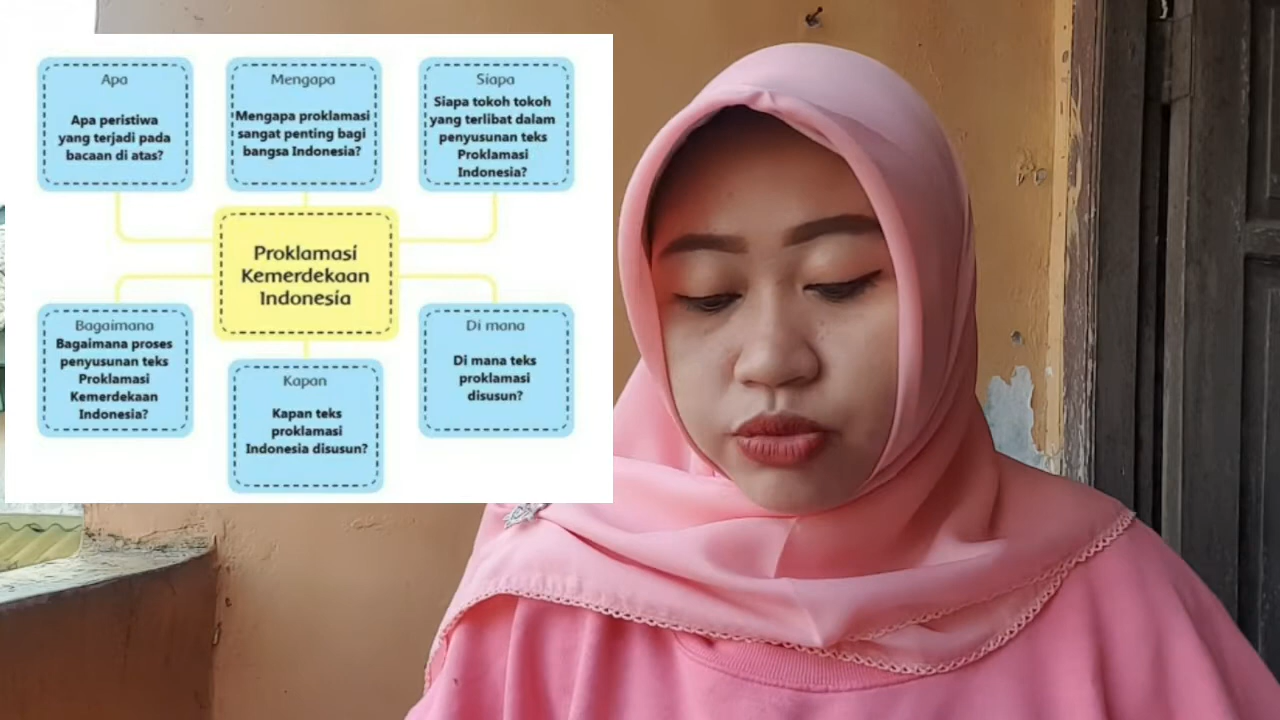 Apa
Apa peristiwa
yang terjadi pada
bacaan di atas?
Mengapa
Mengapa proklamasi
sangat penting bagi
bangsa Indonesia?
Siapa
Siapa tokoh tokoh
yang terlibat dalam
penyusunan teks
Proklamasi
Indonesia?
Proklamasi
Kemerdekaan
Indonesia
Bagaimana
Bagaimana proses
penyusunan teks
Proklamasi
Kemerdekaan
Indonesia?
Kapan
Kapan teks
proklamasi
Indonesia disusun?
Di mana
Di mana teks
proklamasi
disusun?